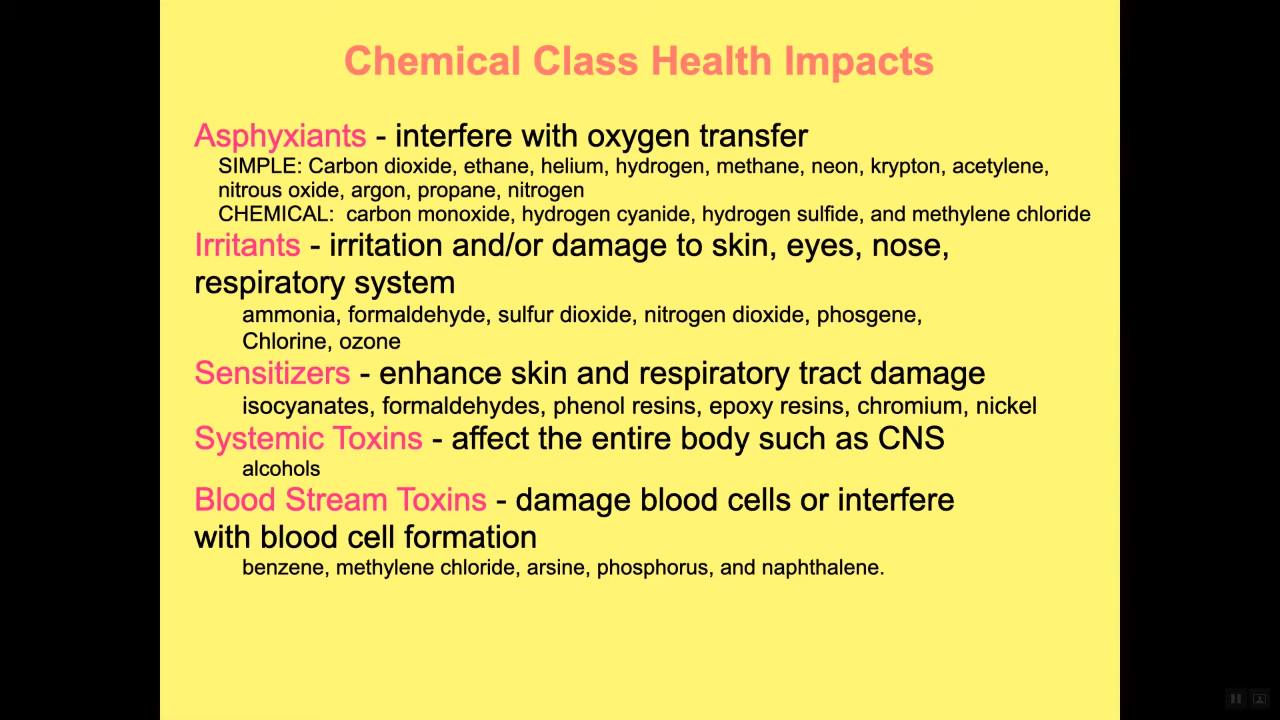 Chemical Class Health Impacts
Asphyxiants - interfere with oxygen transfer
SIMPLE: Carbon dioxide, ethane, helium, hydrogen, methane, neon, krypton, acetylene,
nitrous oxide, argon, propane, nitrogen
CHEMICAL: carbon monoxide, hydrogen cyanide, hydrogen sulfide, and methylene chloride
Irritants - irritation and/or damage to skin, eyes, nose,
respiratory system
ammonia, formaldehyde, sulfur dioxide, nitrogen dioxide, phosgene,
Chlorine, ozone
Sensitizers - enhance skin and respiratory tract damage
isocyanates, formaldehydes, phenol resins, epoxy resins, chromium, nickel
Systemic Toxins - affect the entire body such as CNS
alcohols
Blood Stream Toxins - damage blood cells or interfere
with blood cell formation
benzene, methylene chloride, arsine, phosphorus, and naphthalene.